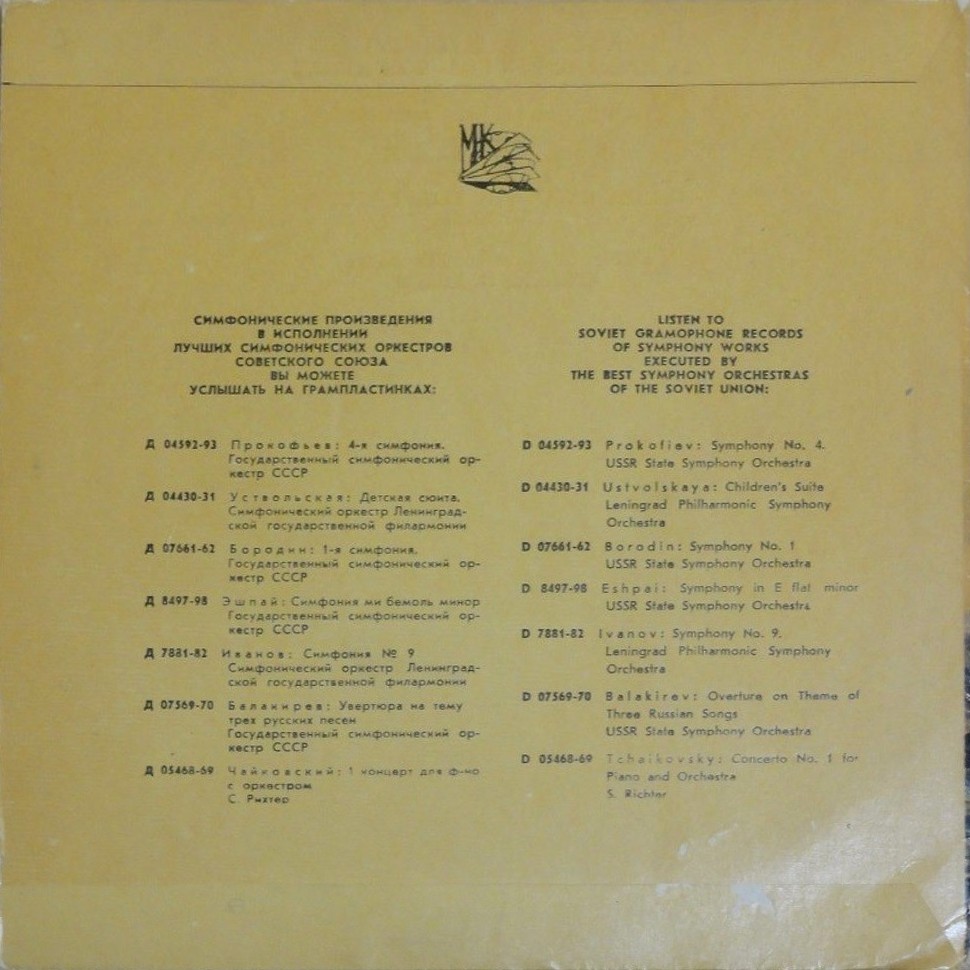 МК
СИМФОНИЧЕСКИЕ ПРОИЗВЕДЕНИЯ
В ИСПОЛНЕНИИ
ЛУЧШИХ СИМФОНИЧЕСКИХ ОРКЕСТРОВ
СОВЕТСКОГО СОЮЗА
ВЫ МОЖЕТЕ
УСЛЫШАТЬ НА ГРАМПЛАСТИНКАХ:
Д 04592-93 Прокофьев: 4-я симфония.
Государственный симфонический ор-
кестр СССР
Д 04430-31 Уствольская: Детская сюита.
Симфонический оркестр Ленинград-
ской государственной филармонии
Д 07661-62 Бородин: 1-я симфония.
Государственный симфонический ор-
кестр СССР
Д 8497-98 Эшпай: Симфония ми бемоль минор
Государственный симфонический ор-
кестр СССР
Д 7881-82 Иванов: Симфония № 9
Симфонический оркестр Ленинград-
ской государственной филармонии
Д 07569-70 Балакирев: Увертюра на тему
трех русских песен
Государственный симфонический ор-
кестр СССР
Д 05468-69 Чайковский: 1 концерт для ф-но
с оркестром
С. Рихтер
LISTEN TO
SOVIET GRAMOPHONE RECORDS
OF SYMPHONY WORKS
EXECUTED BY
THE BEST SYMPHONY ORCHESTRAS
OF THE SOVIET UNION:
D 04592-93 Prokofiev: Symphony No. 4.
USSR State Symphony Orchestra
D 04430-31 Ustvolskaya: Children's Suite
Leningrad Philharmonic Symphony
Orchestra
D 07661-62 Borodin: Symphony No. 1
USSR State Symphony Orchestra
D 8497-98 Eshpai: Symphony in E flat minor
USSR State Symphony Orchestra
D 7881-82 Ivanov: Symphony No. 9.
Leningrad Philharmonic Symphony
Orchestra
D 07569-70 Balakirev: Overture on Theme of
Three Russian Songs
USSR State Symphony Orchestra
D 05468-69 Tchaikovsky: Concerto No. 1 for
Piano and Orchestra
S. Richter